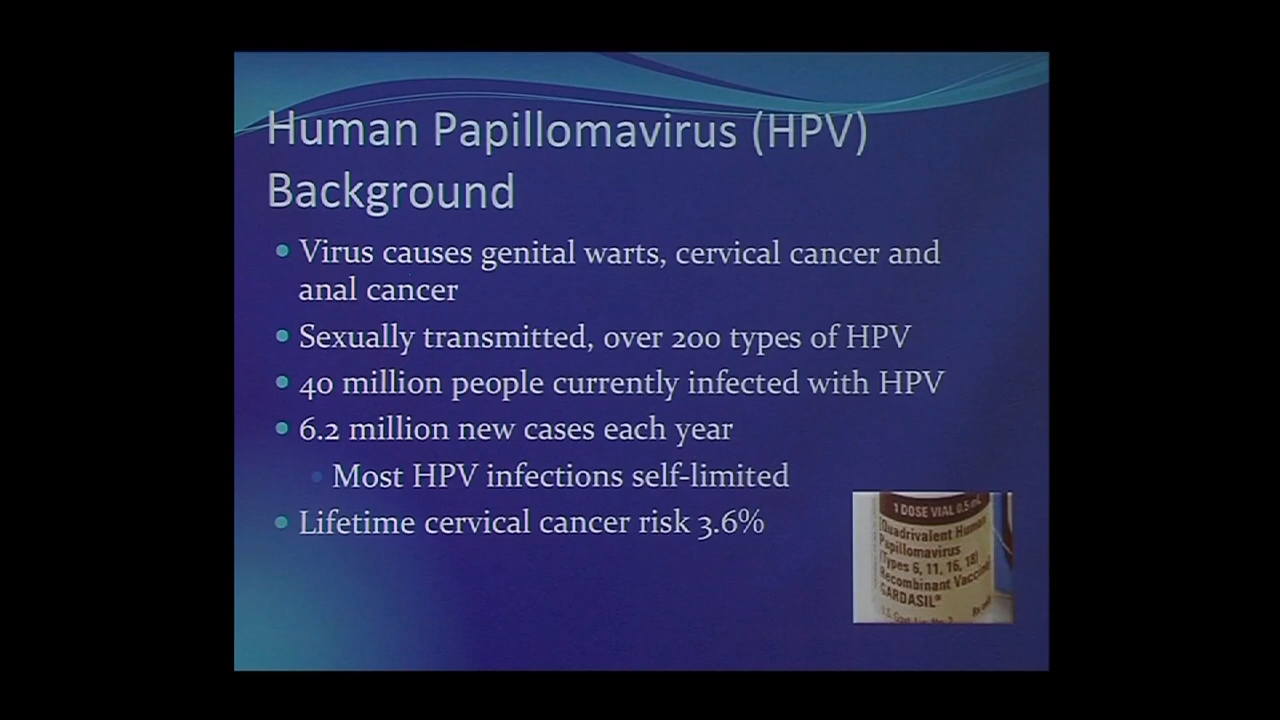 Human Papillomavirus (HPV)
Background
Virus causes genital warts, cervical cancer and
anal cancer
Sexually transmitted, over 200 types of HPV
40 million people currently infected with HPV
6.2 million new cases each year
Most HPV infections self-limited
Lifetime cervical cancer risk 3.6%
1 DOSE VIAL 0.5 mL
Quadrivalent Human
Papillomavirus
(Types 6, 11, 16, 18)
Recombinant Vaccine
GARDASIL®